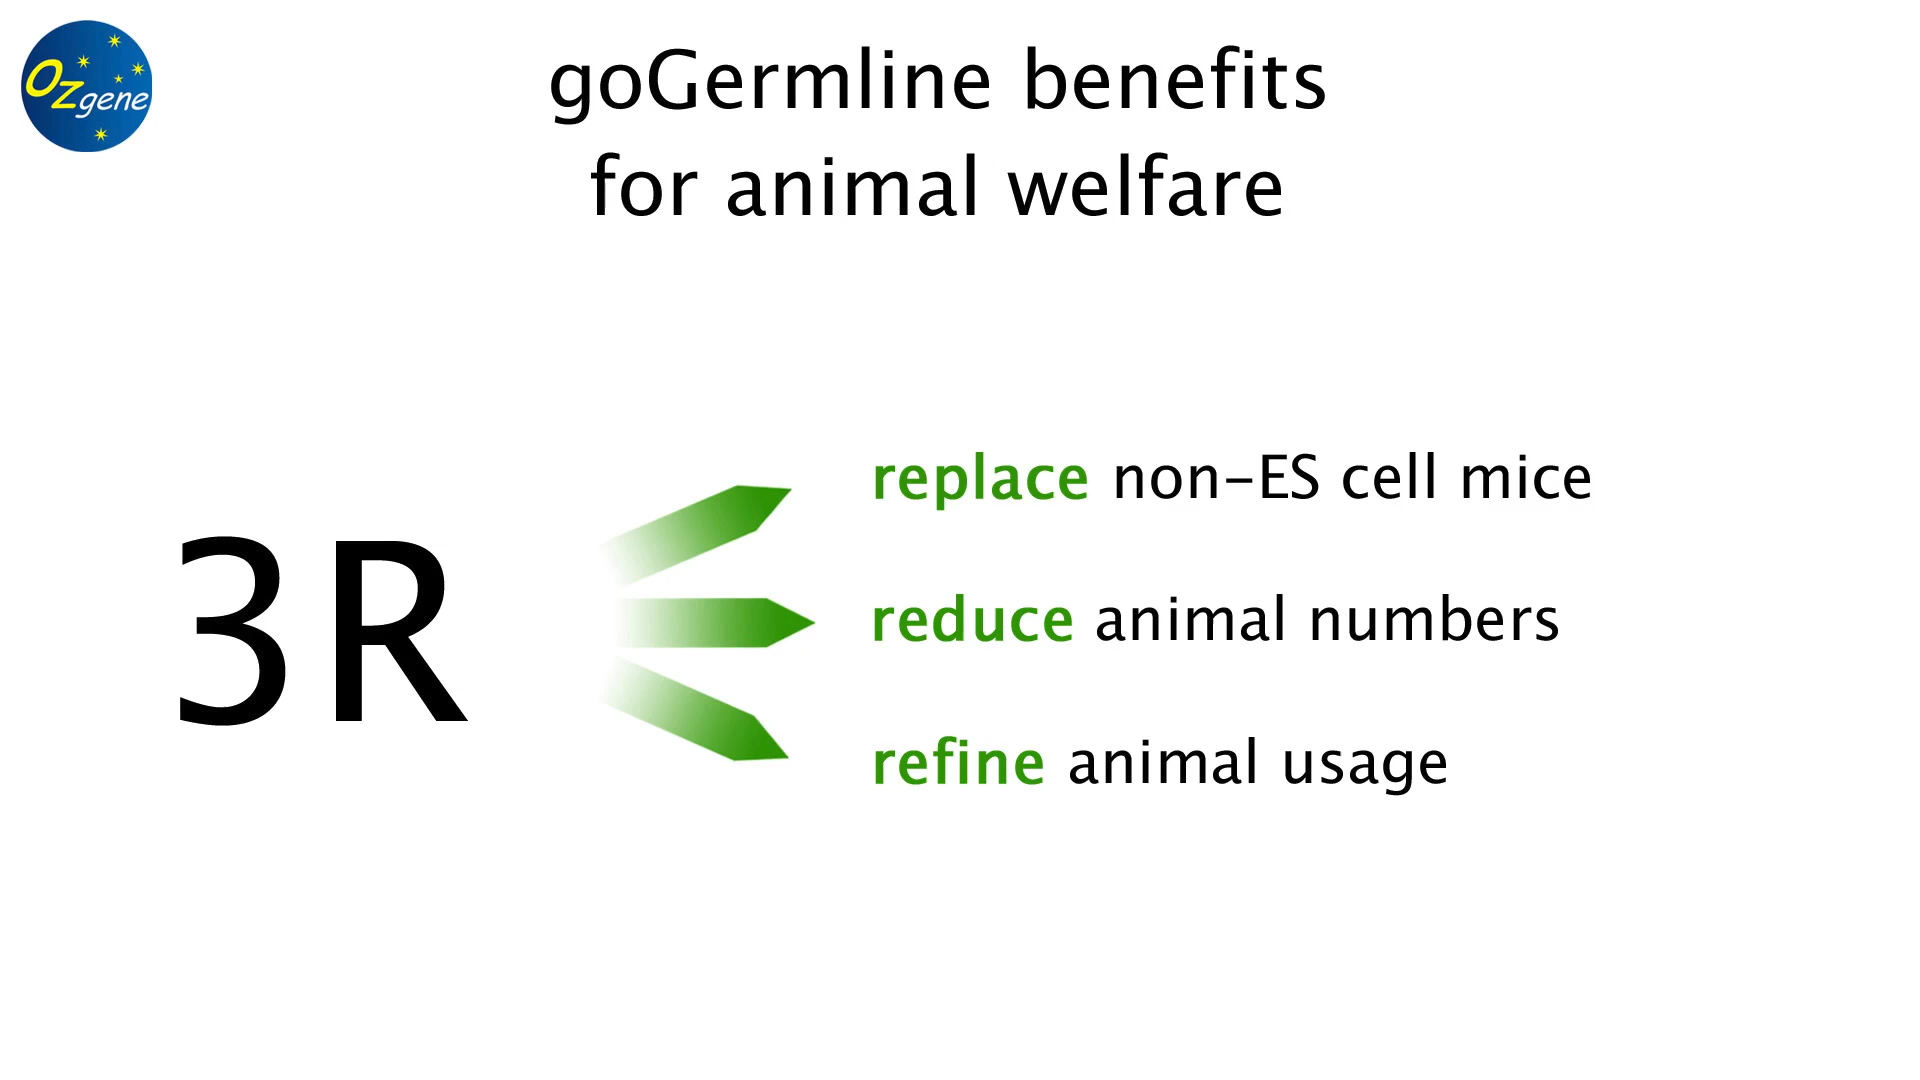 Ozgene
goGermline benefits
for animal welfare
3R
replace non-ES cell mice
reduce animal numbers
refine animal usage